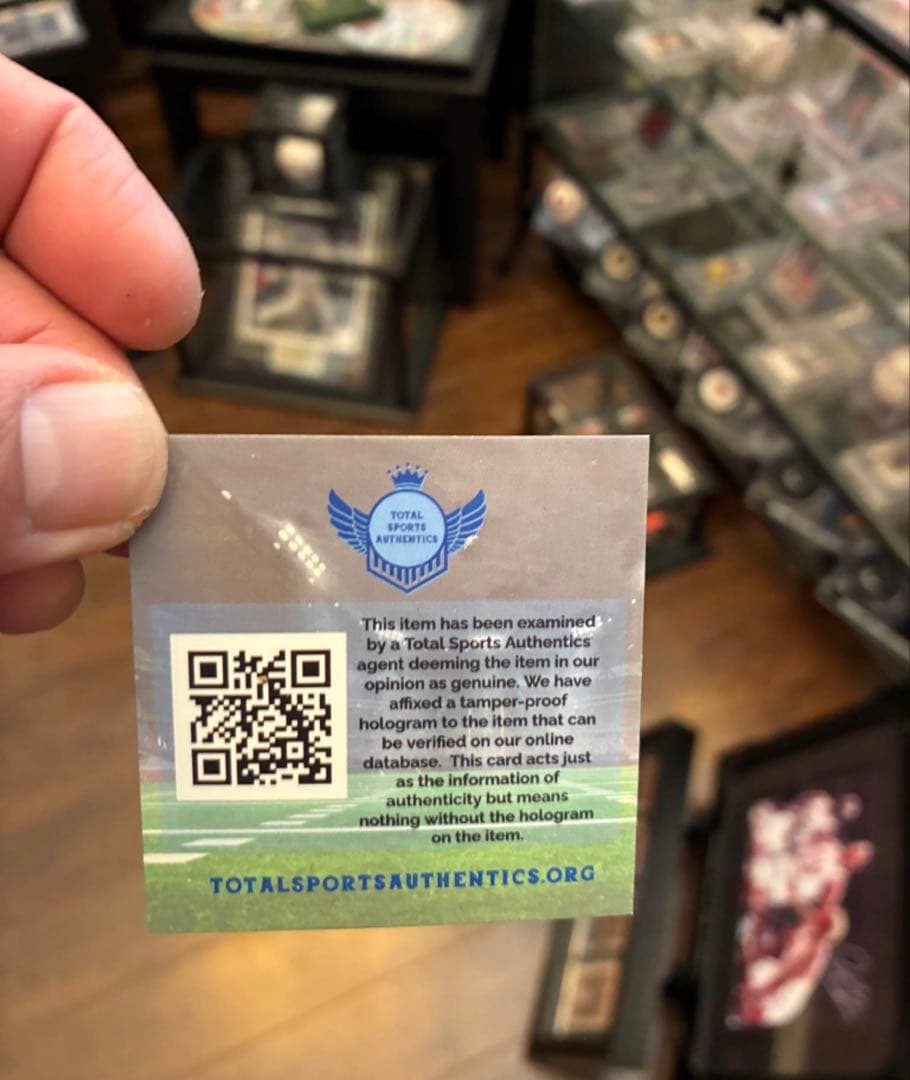 TOTAL
SPORTS
AUTHENTICS
This item has been examined
by a Total Sports Authentics
agent deeming the item in our
opinion as genuine. We have
affixed a tamper-proof
hologram to the item that can
be verified on our online
database. This card acts just
as the information of
authenticity but means
nothing without the hologram
on the item.
TOTALSPORTSAUTHENTICS.ORG